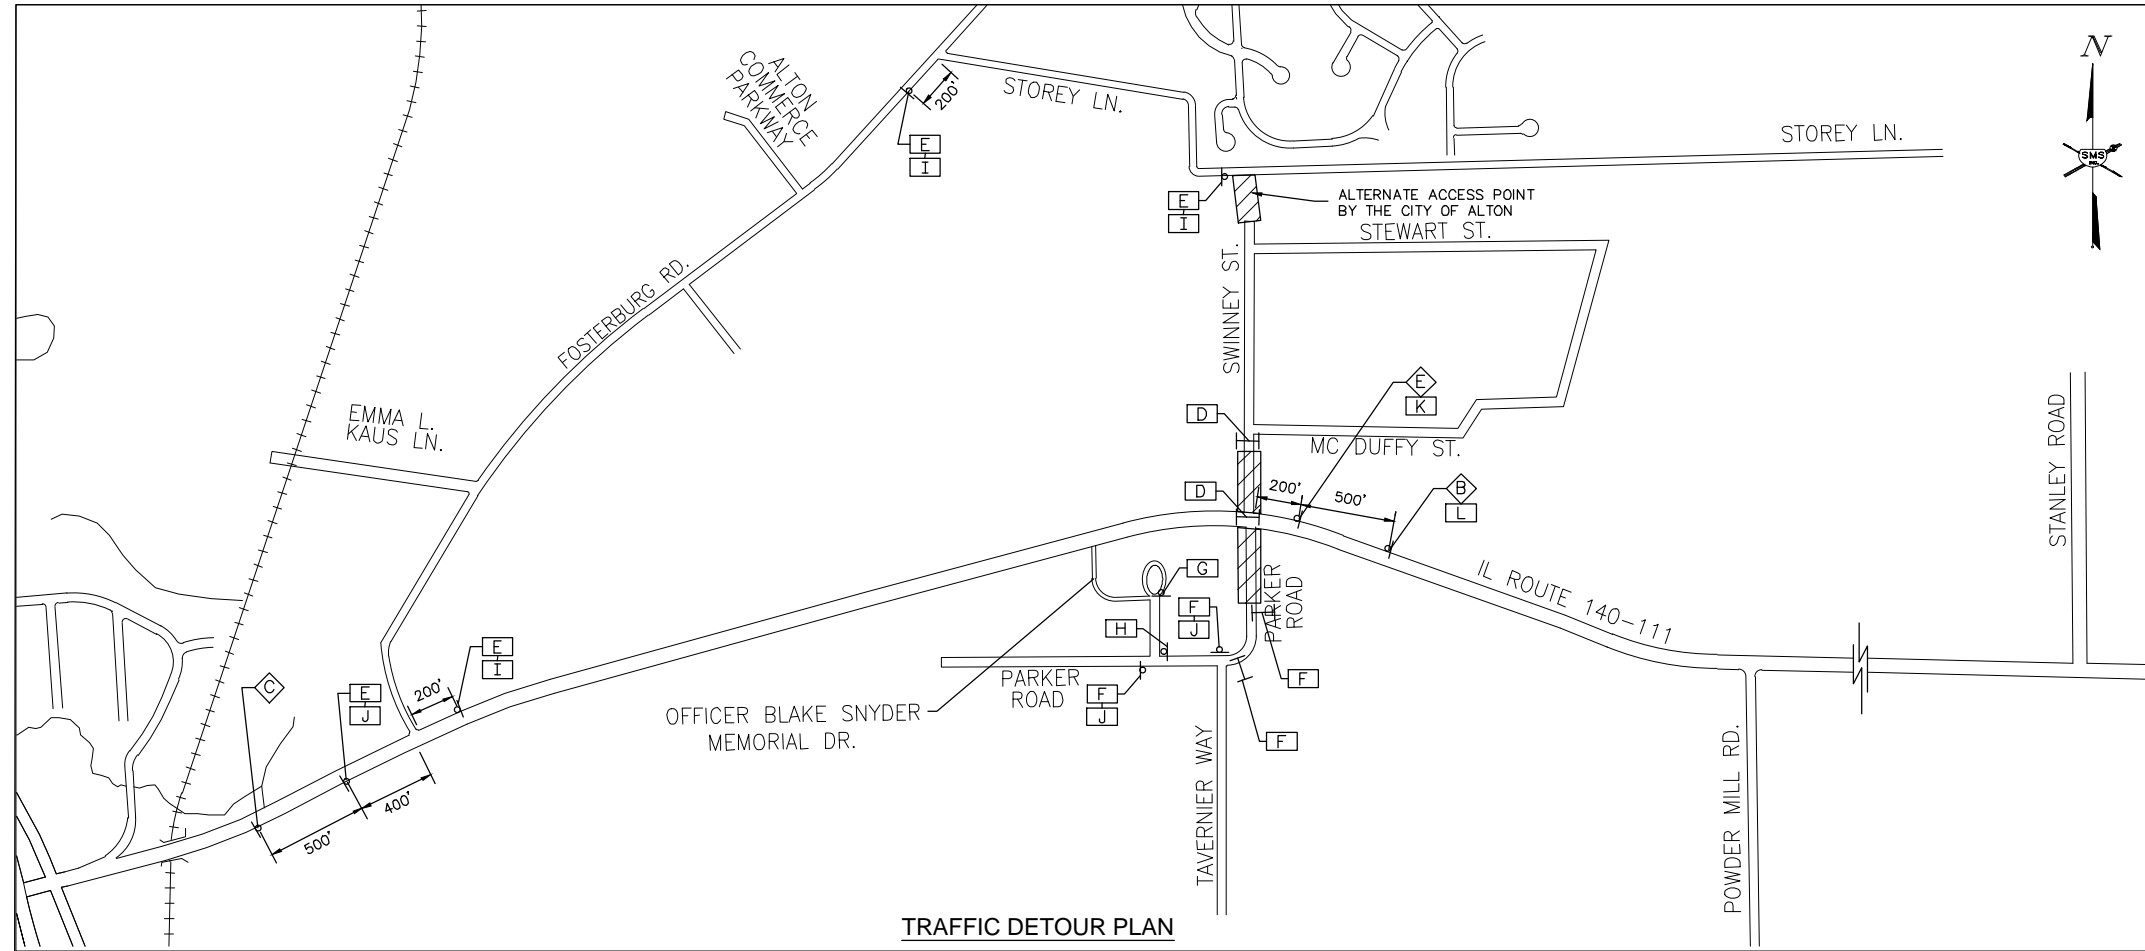 ALTON
COMMERCE
PARKWAY
200'
STOREY LN.
E
I
N
SMS
INC.
STOREY LN.
E
I
ALTERNATE ACCESS POINT
BY THE CITY OF ALTON
STEWART ST.
SWINNEY ST.
FOSTERBURG RD.
EMMA L.
KAUS LN.
D
E
K
MC DUFFY ST.
STANLEY ROAD
D
200'
500'
B
L
G
PARKER
ROAD
IL ROUTE 140-111
F
J
H
E
I
C
E
J
200'
400'
500'
OFFICER BLAKE SNYDER
MEMORIAL DR.
PARKER
ROAD
F
J
F
F
TAVERNIER WAY
POWDER MILL RD.
TRAFFIC DETOUR PLAN